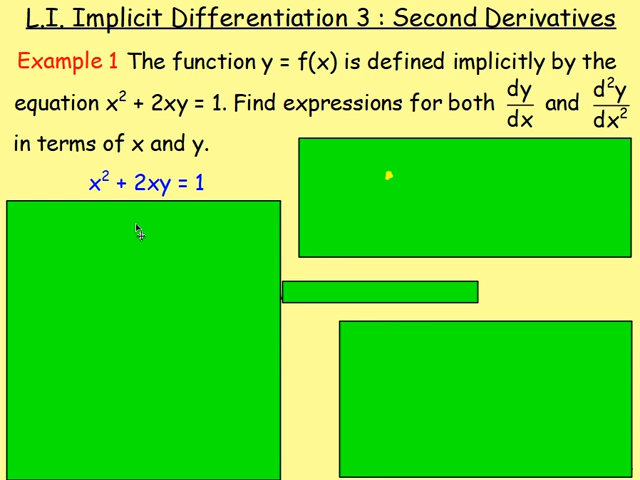 L.I. Implicit Differentiation 3 : Second Derivatives
Example 1 The function y = f(x) is defined implicitly by the
equation x² + 2xy = 1. Find expressions for both dy/dx and d²y/dx²
in terms of x and y.
x² + 2xy = 1